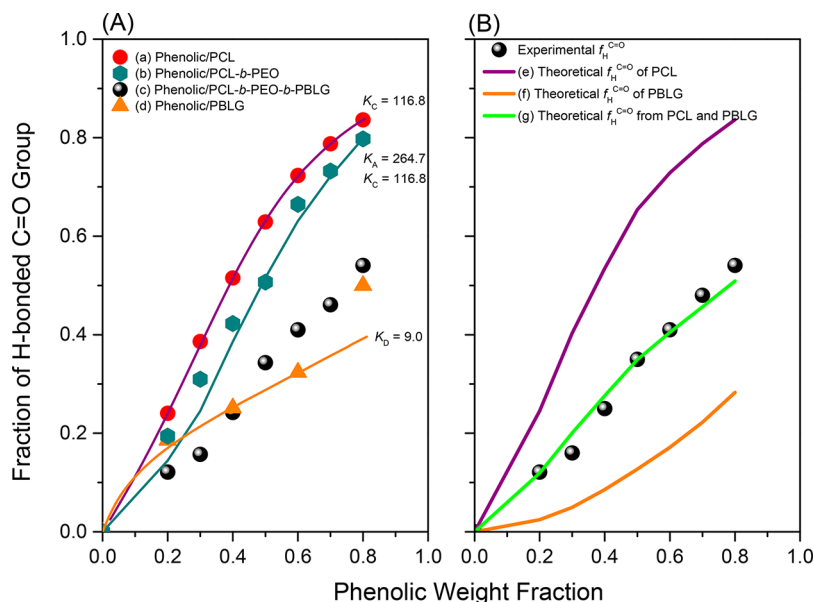 (A)
(B)
Fraction of H-bonded C=O Group
1.0
0.8
0.6
0.4
0.2
0.0
(a) Phenolic/PCL
(b) Phenolic/PCL-b-PEO
(c) Phenolic/PCL-b-PEO-b-PBLG
(d) Phenolic/PBLG
K_C = 116.8
K_A = 264.7
K_C = 116.8
K_D = 9.0
0.0 0.2 0.4 0.6 0.8 1.0
Experimental f_H^C=O
(e) Theoretical f_H^C=O of PCL
(f) Theoretical f_H^C=O of PBLG
(g) Theoretical f_H^C=O from PCL and PBLG
0.0 0.2 0.4 0.6 0.8 1.0
Phenolic Weight Fraction